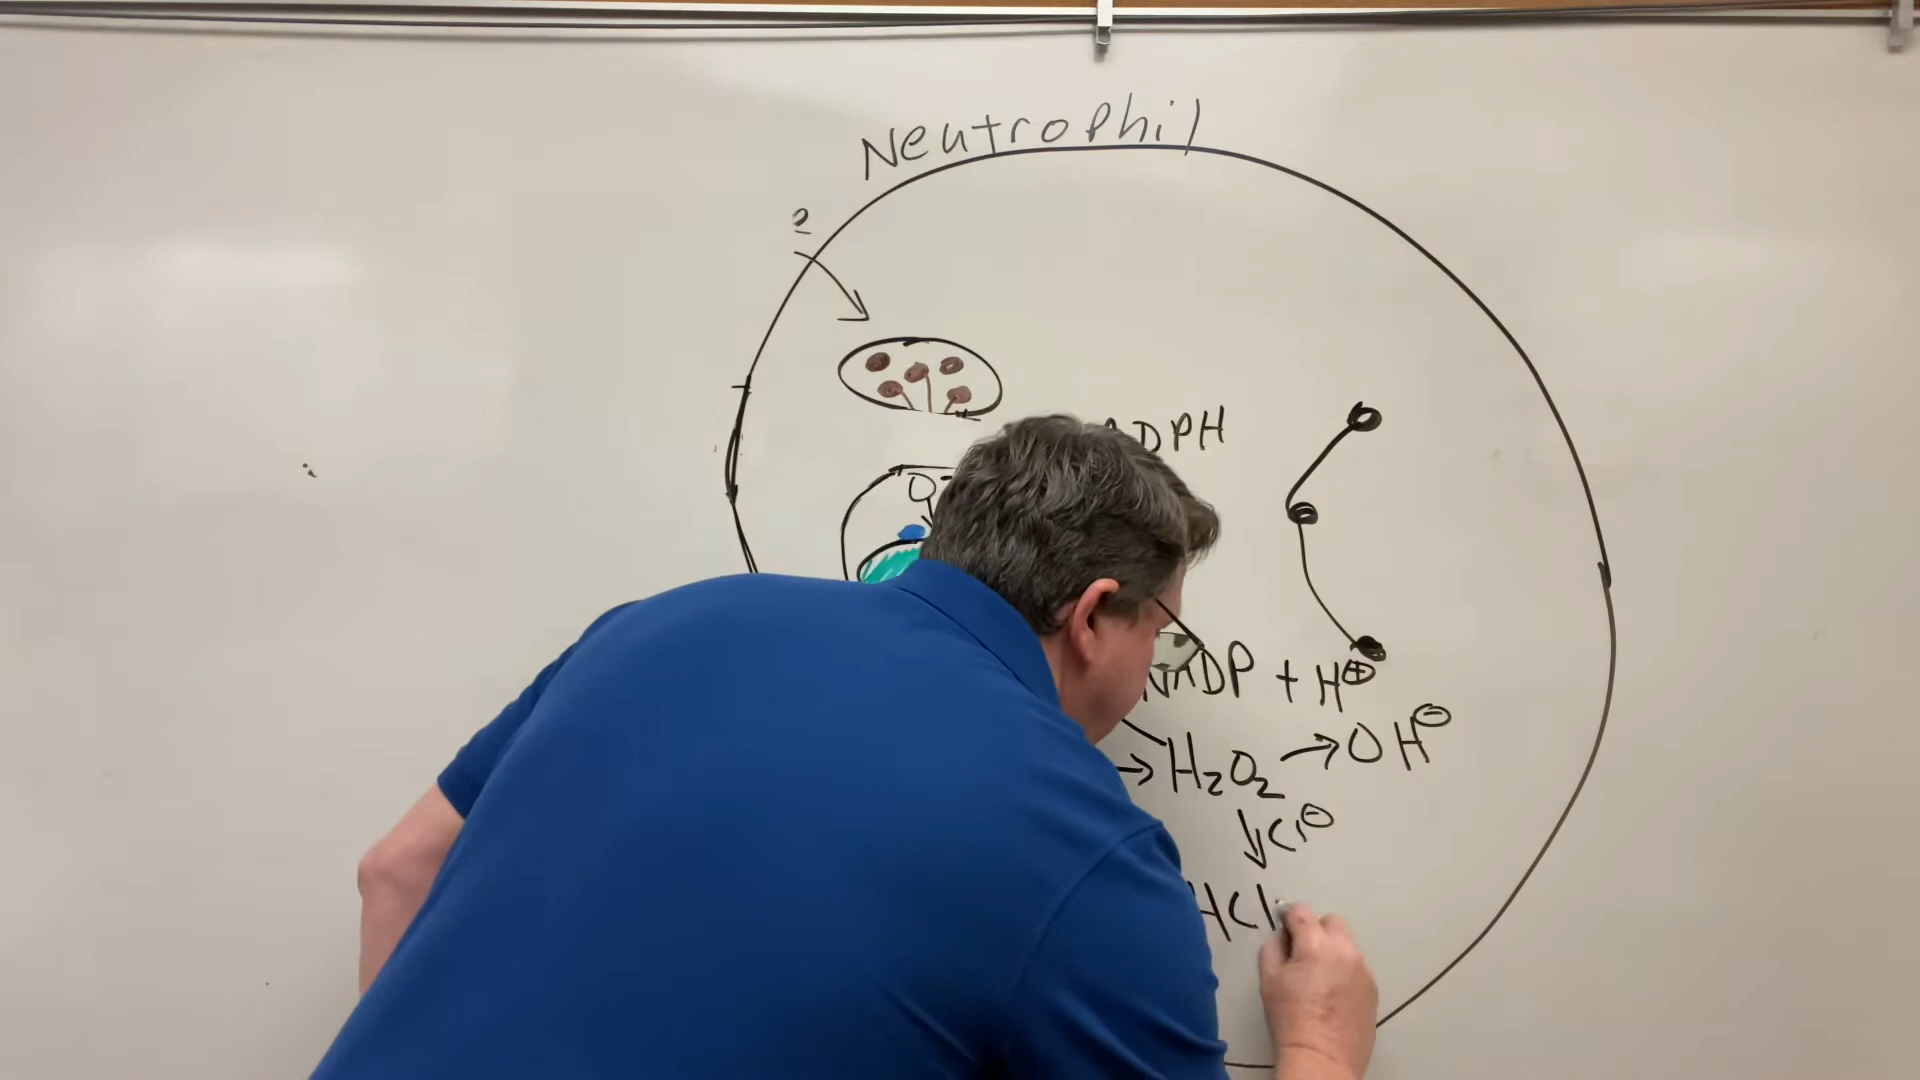 Neutrophil
e
ADPH
O⁻
NADP + H⊕
→ H₂O₂ → OH⊖
↓ Cl⊖
HCl